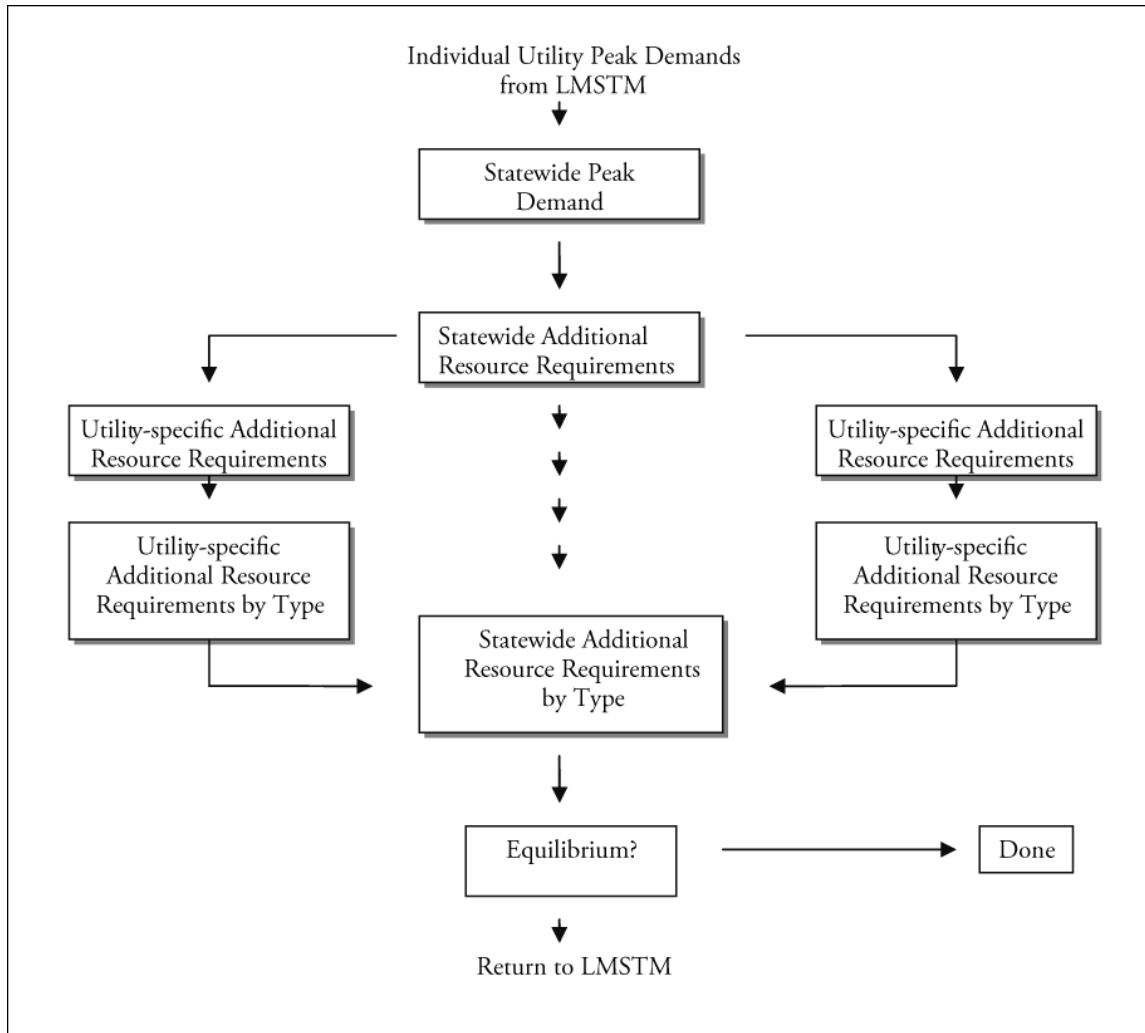 Individual Utility Peak Demands
from LMSTM
Statewide Peak
Demand
Statewide Additional
Resource Requirements
Utility-specific Additional
Resource Requirements
Utility-specific Additional
Resource Requirements
Utility-specific
Additional Resource
Requirements by Type
Utility-specific
Additional Resource
Requirements by Type
Statewide Additional
Resource Requirements
by Type
Equilibrium?
Done
Return to LMSTM